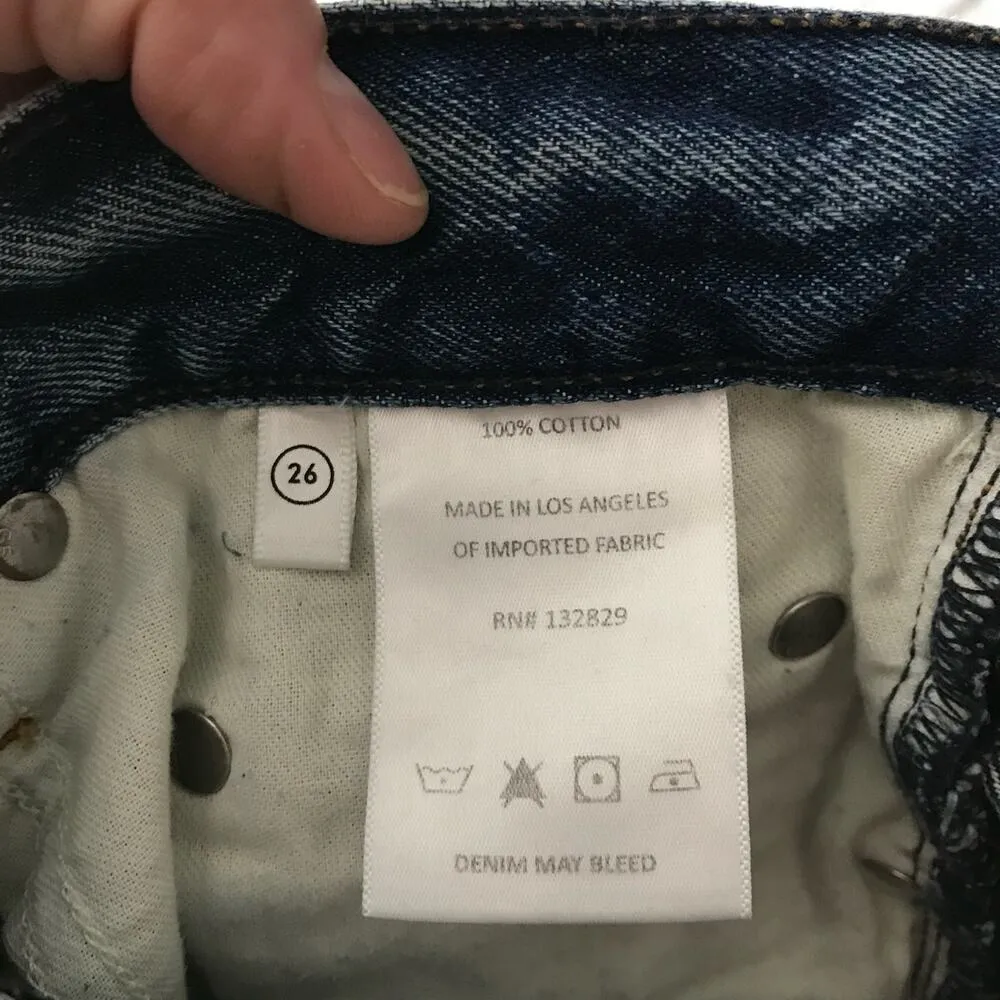 26
100% COTTON
MADE IN LOS ANGELES
OF IMPORTED FABRIC
RN# 132829
DENIM MAY BLEED